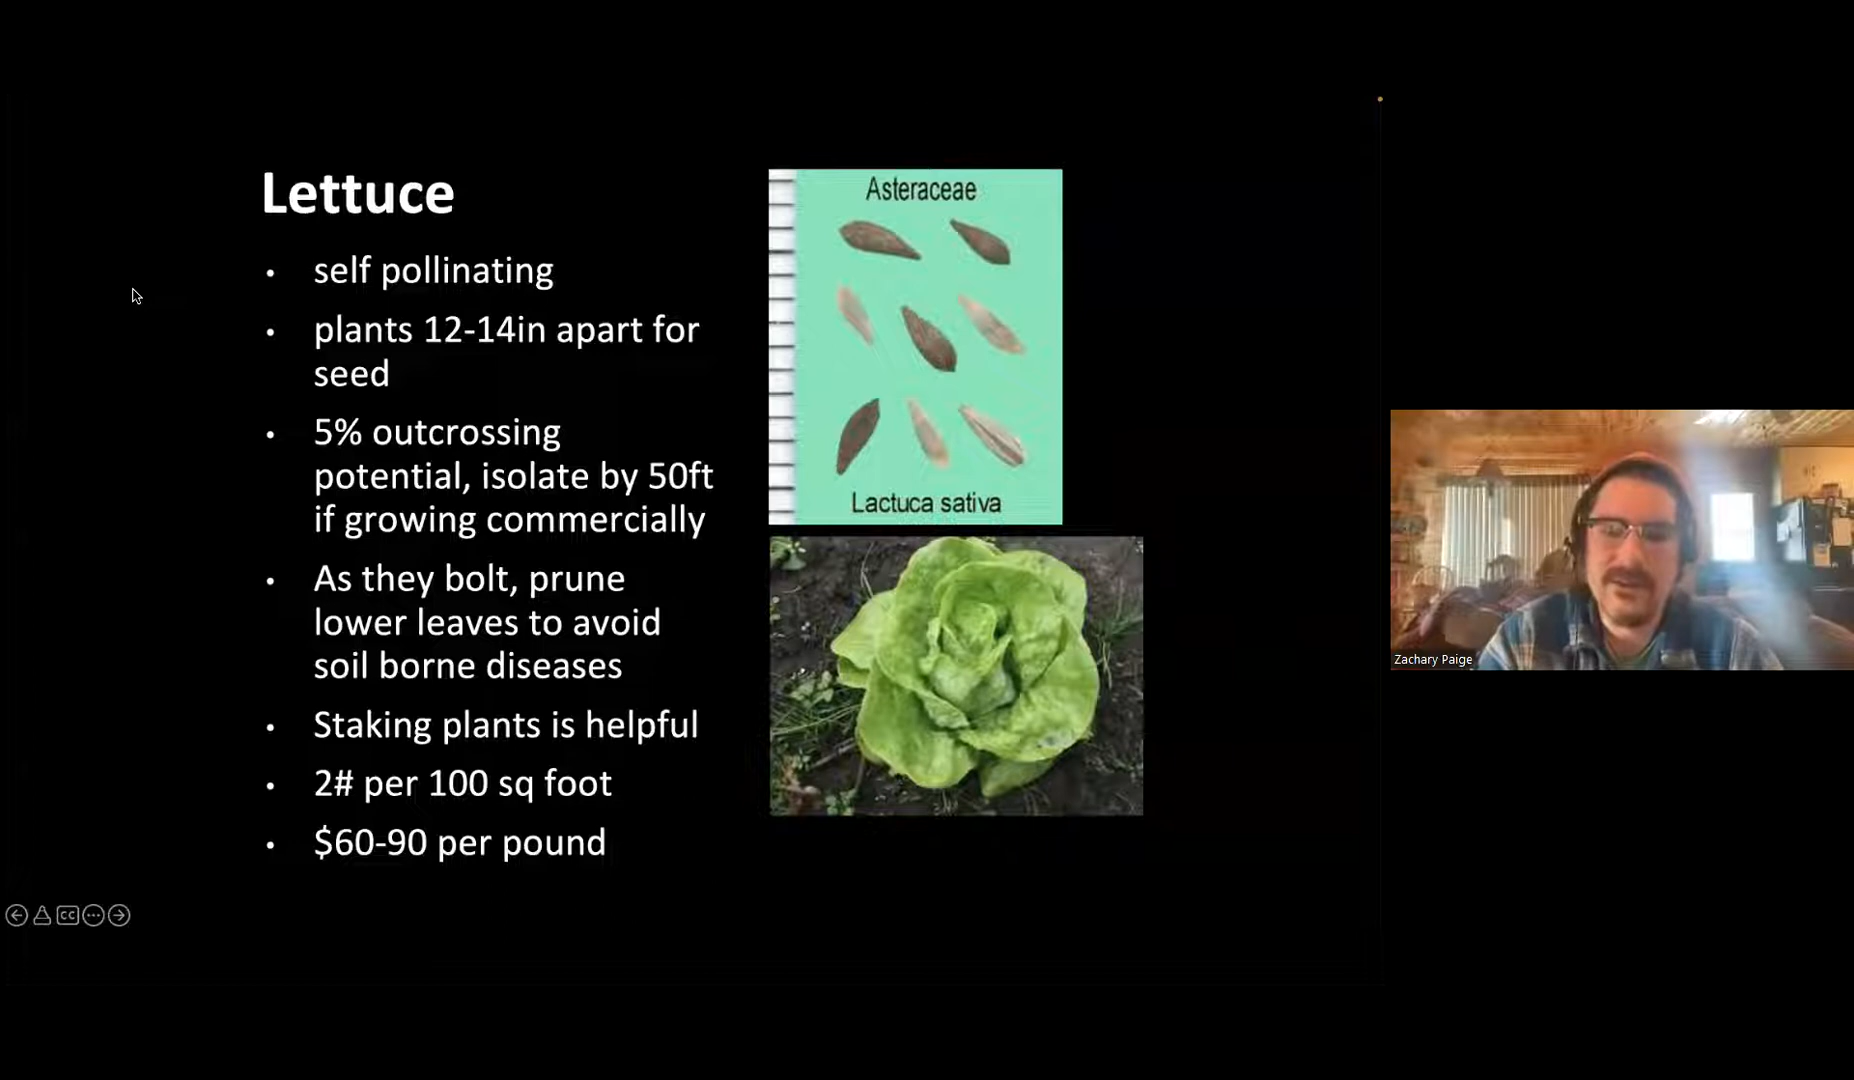 Lettuce
• self pollinating
• plants 12-14in apart for
seed
• 5% outcrossing
potential, isolate by 50ft
if growing commercially
• As they bolt, prune
lower leaves to avoid
soil borne diseases
• Staking plants is helpful
• 2# per 100 sq foot
• $60-90 per pound
Asteraceae
Lactuca sativa
Zachary Paige
CC